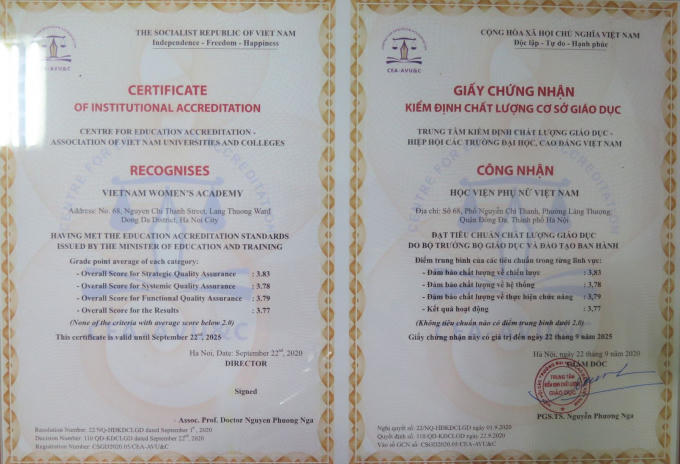 THE SOCIALIST REPUBLIC OF VIET NAM
Independence - Freedom - Happiness
CEA-AVU&C
CERTIFICATE
OF INSTITUTIONAL ACCREDITATION
CENTRE FOR EDUCATION ACCREDITATION -
ASSOCIATION OF VIET NAM UNIVERSITIES AND COLLEGES
RECOGNISES
VIETNAM WOMEN'S ACADEMY
Address: No. 68, Nguyen Chi Thanh Street, Lang Thuong Ward
Dong Da District, Ha Noi City
HAVING MET THE EDUCATION ACCREDITATION STANDARDS
ISSUED BY THE MINISTER OF EDUCATION AND TRAINING
Grade point average of each category:
- Overall Score for Strategic Quality Assurance : 3.83
- Overall Score for Systemic Quality Assurance : 3.78
- Overall Score for Functional Quality Assurance : 3.79
- Overall Score for the Results : 3.77
(None of the criteria with average score below 2.0)
This certificate is valid until September 22nd, 2025
Ha Noi, Date: September 22nd, 2020
DIRECTOR
Signed
Assoc. Prof. Doctor Nguyen Phuong Nga
Resolution Number: 22/NQ-HĐKĐCLGD dated September 1st, 2020
Decision Number: 110 QĐ-KĐCLGD dated September 22nd, 2020
Registration Number: CSGD2020.05/CEA-AVU&C
CỘNG HÒA XÃ HỘI CHỦ NGHĨA VIỆT NAM
Độc lập - Tự do - Hạnh phúc
CEA-AVU&C
GIẤY CHỨNG NHẬN
KIỂM ĐỊNH CHẤT LƯỢNG CƠ SỞ GIÁO DỤC
TRUNG TÂM KIỂM ĐỊNH CHẤT LƯỢNG GIÁO DỤC -
HIỆP HỘI CÁC TRƯỜNG ĐẠI HỌC, CAO ĐẲNG VIỆT NAM
CÔNG NHẬN
HỌC VIỆN PHỤ NỮ VIỆT NAM
Địa chỉ: Số 68, Phố Nguyễn Chí Thanh, Phường Láng Thượng,
Quận Đống Đa, Thành phố Hà Nội
ĐẠT TIÊU CHUẨN CHẤT LƯỢNG GIÁO DỤC
DO BỘ TRƯỞNG BỘ GIÁO DỤC VÀ ĐÀO TẠO BAN HÀNH
Điểm trung bình của các tiêu chuẩn trong từng lĩnh vực:
- Đảm bảo chất lượng về chiến lược : 3,83
- Đảm bảo chất lượng về hệ thống : 3,78
- Đảm bảo chất lượng về thực hiện chức năng : 3,79
- Kết quả hoạt động : 3,77
(Không tiêu chuẩn nào có điểm trung bình dưới 2.0)
Giấy chứng nhận này có giá trị đến ngày 22 tháng 9 năm 2025
Hà Nội, ngày 22 tháng 9 năm 2020
GIÁM ĐỐC
TRUNG TÂM
KIỂM ĐỊNH CHẤT LƯỢNG
GIÁO DỤC
PGS.TS. Nguyễn Phương Nga
Nghị quyết số: 22/NQ-HĐKĐCLGD ngày 01.9.2020
Quyết định số: 110 QĐ-KĐCLGD ngày 22.9.2020
Vào sổ GCN số: CSGD2020.05/CEA-AVU&C